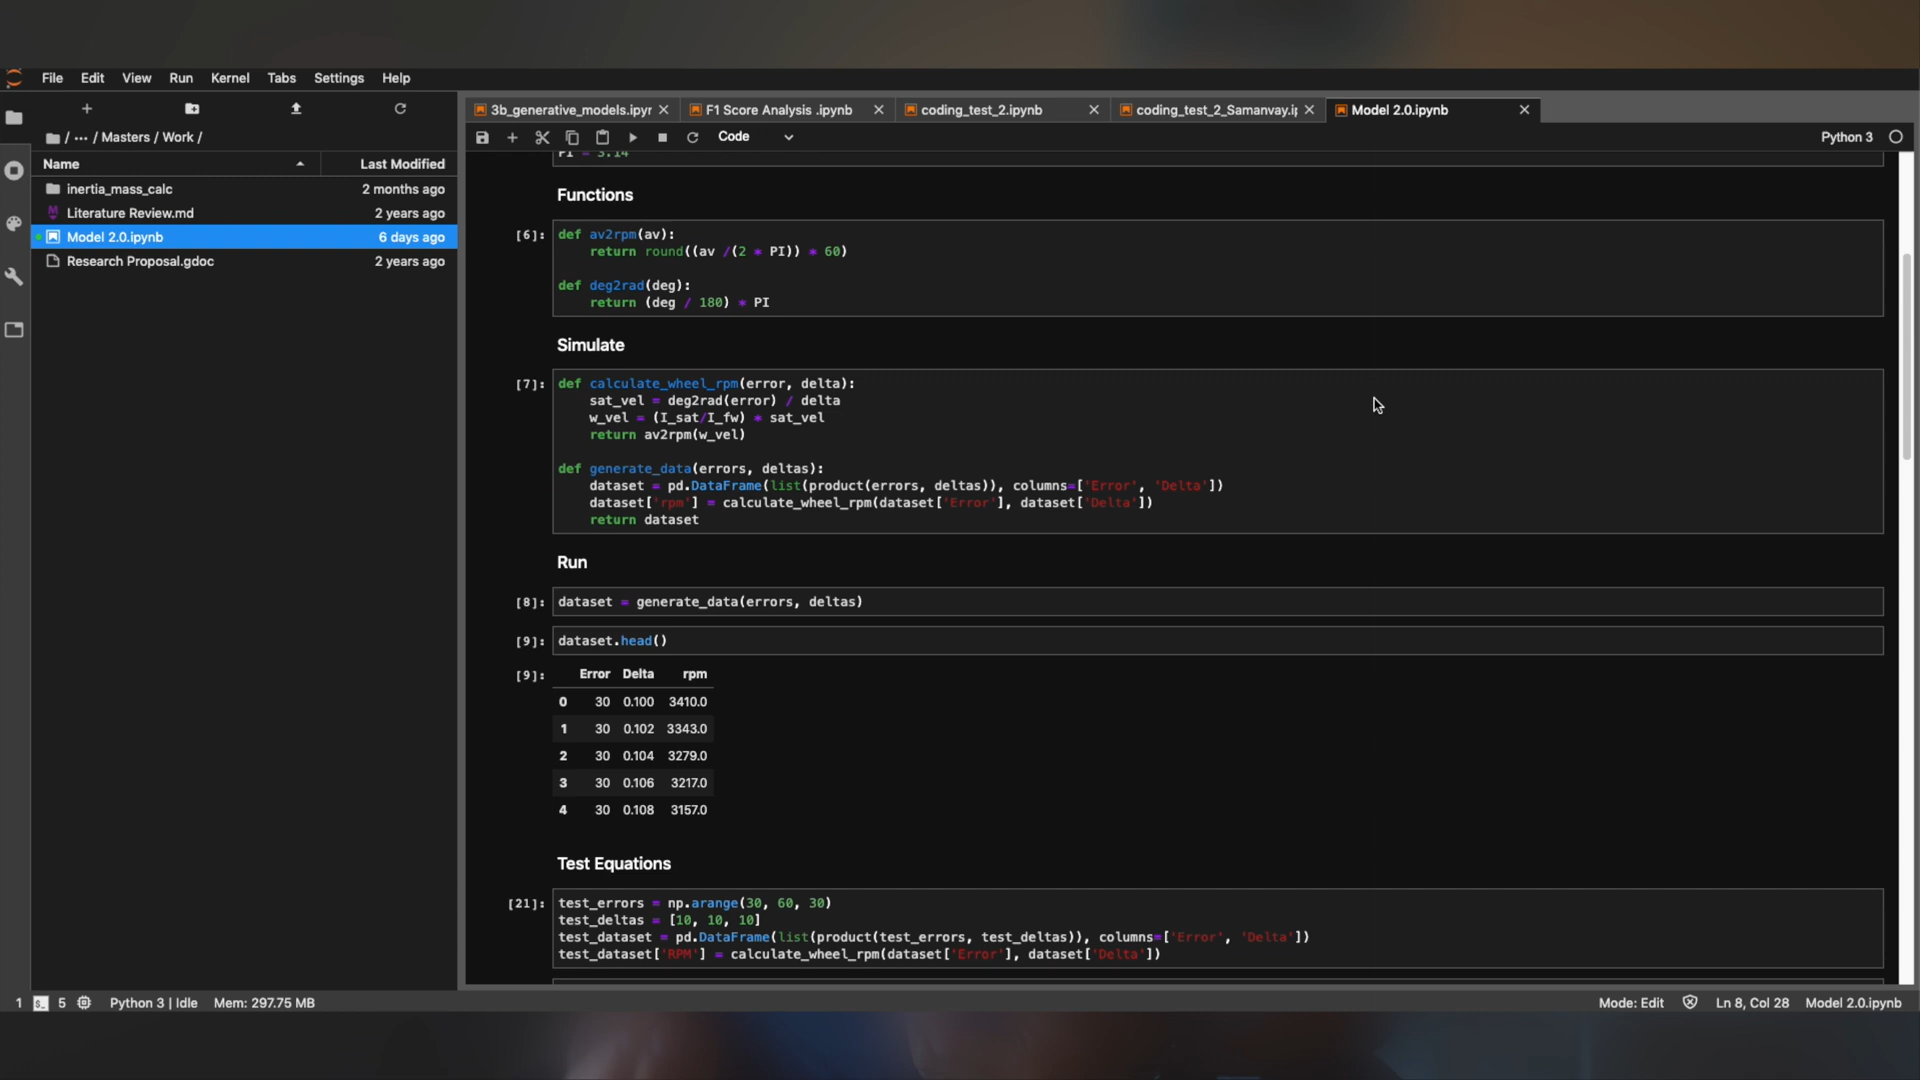 File Edit View Run Kernel Tabs Settings Help
/ ··· / Masters / Work /
Name Last Modified
inertia_mass_calc 2 months ago
Literature Review.md 2 years ago
Model 2.0.ipynb 6 days ago
Research Proposal.gdoc 2 years ago
3b_generative_models.ipyr F1 Score Analysis .ipynb coding_test_2.ipynb coding_test_2_Samanvay.i Model 2.0.ipynb
Code Python 3
PI = 3.14
Functions
[6]: def av2rpm(av):
return round((av /(2 * PI)) * 60)
def deg2rad(deg):
return (deg / 180) * PI
Simulate
[7]: def calculate_wheel_rpm(error, delta):
sat_vel = deg2rad(error) / delta
w_vel = (I_sat/I_fw) * sat_vel
return av2rpm(w_vel)
def generate_data(errors, deltas):
dataset = pd.DataFrame(list(product(errors, deltas)), columns=['Error', 'Delta'])
dataset['rpm'] = calculate_wheel_rpm(dataset['Error'], dataset['Delta'])
return dataset
Run
[8]: dataset = generate_data(errors, deltas)
[9]: dataset.head()
[9]: Error Delta rpm
0 30 0.100 3410.0
1 30 0.102 3343.0
2 30 0.104 3279.0
3 30 0.106 3217.0
4 30 0.108 3157.0
Test Equations
[21]: test_errors = np.arange(30, 60, 30)
test_deltas = [10, 10, 10]
test_dataset = pd.DataFrame(list(product(test_errors, test_deltas)), columns=['Error', 'Delta'])
test_dataset['RPM'] = calculate_wheel_rpm(dataset['Error'], dataset['Delta'])
1 5 Python 3 | Idle Mem: 297.75 MB Mode: Edit Ln 8, Col 28 Model 2.0.ipynb